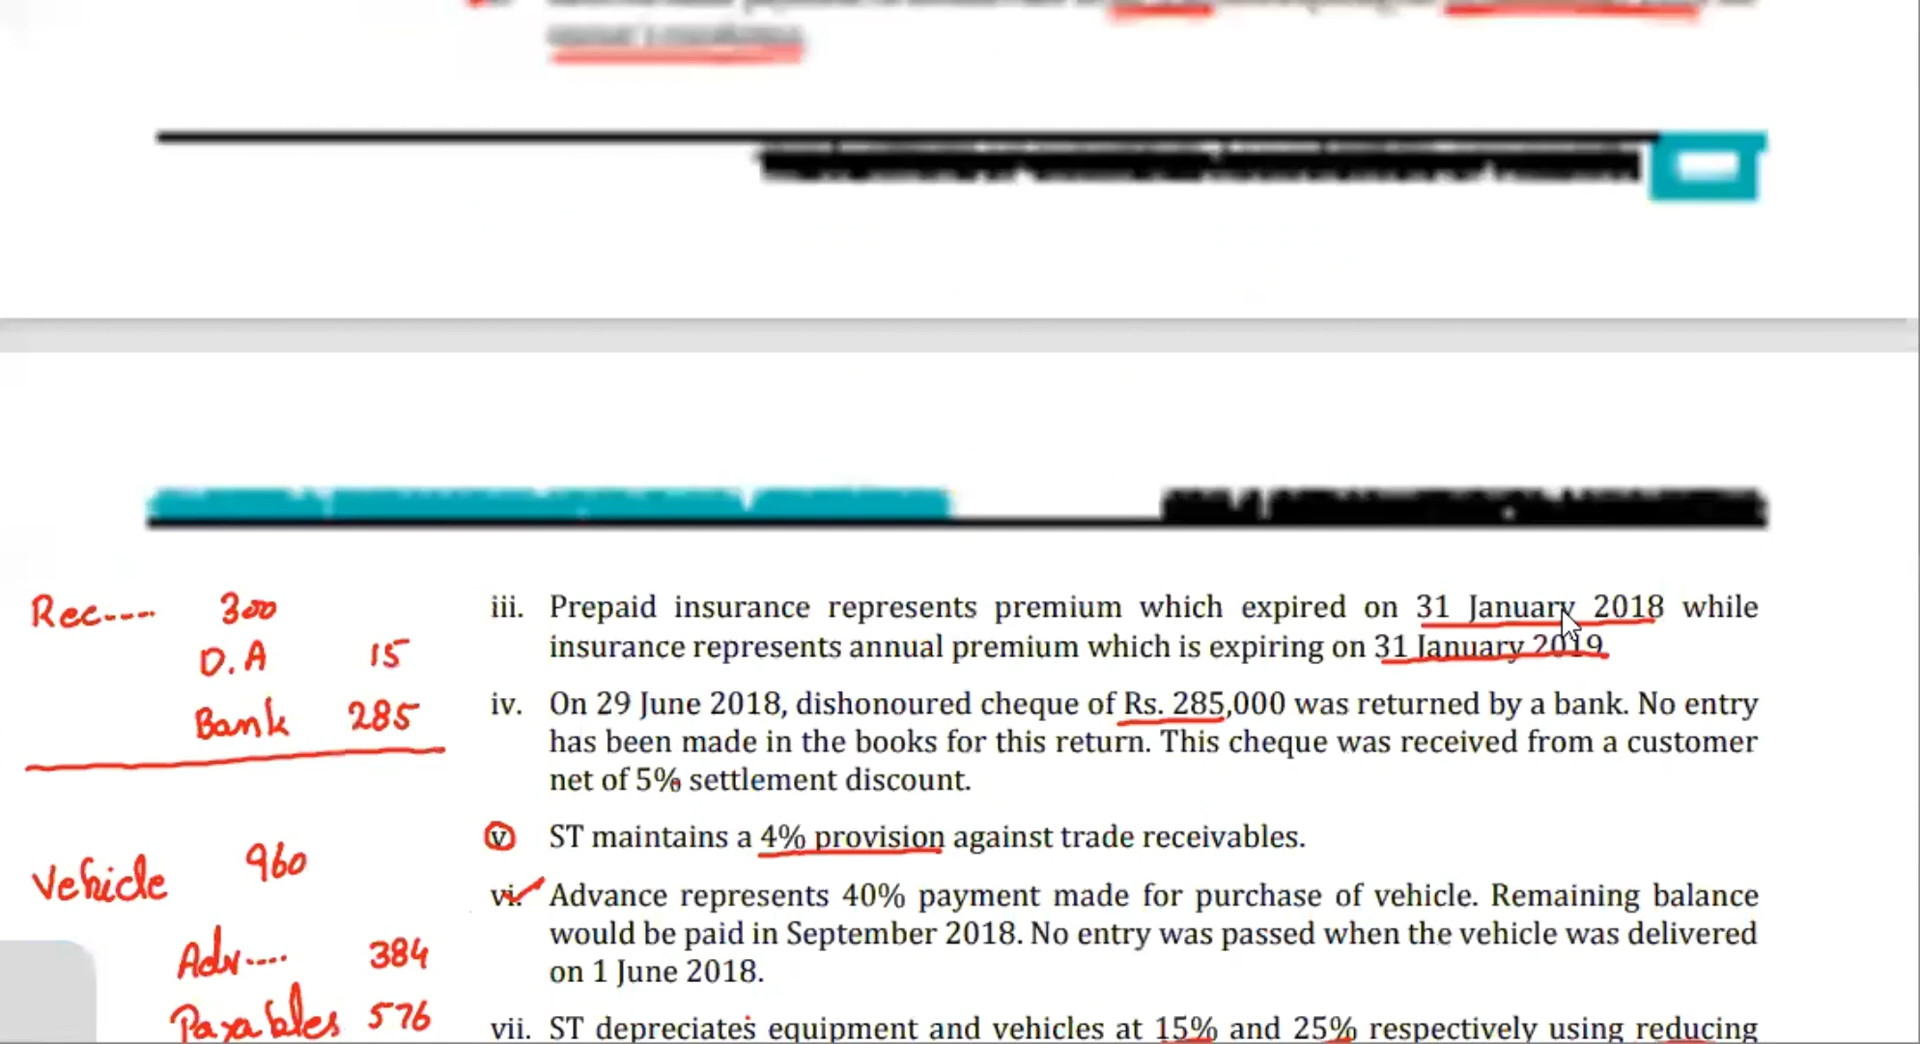 Rec---- 300
D.A 15
Bank 285
Vehicle 960
Adv---- 384
Payables 576
iii. Prepaid insurance represents premium which expired on 31 January 2018 while
insurance represents annual premium which is expiring on 31 January 2019.
iv. On 29 June 2018, dishonoured cheque of Rs. 285,000 was returned by a bank. No entry
has been made in the books for this return. This cheque was received from a customer
net of 5% settlement discount.
v ST maintains a 4% provision against trade receivables.
vi. Advance represents 40% payment made for purchase of vehicle. Remaining balance
would be paid in September 2018. No entry was passed when the vehicle was delivered
on 1 June 2018.
vii. ST depreciates equipment and vehicles at 15% and 25% respectively using reducing